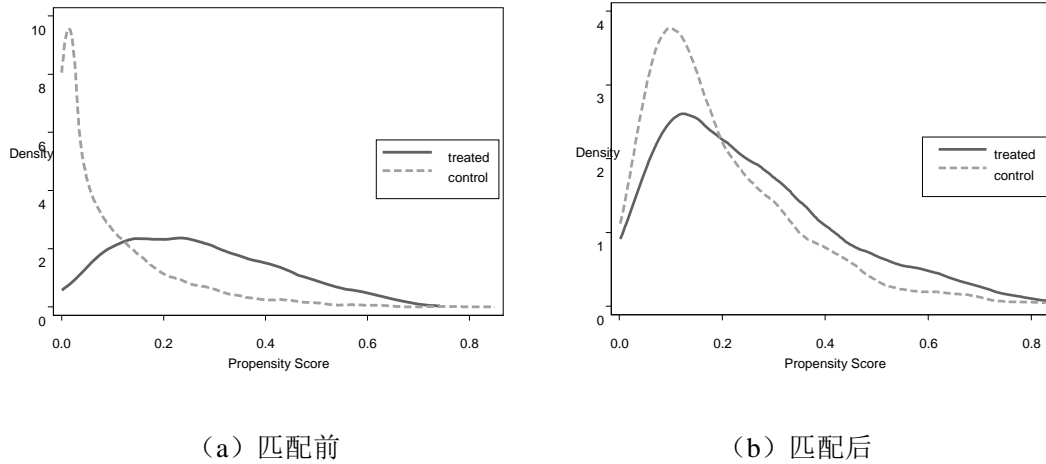 10
8
6
Density
4
2
0
treated
control
0.0 0.2 0.4 0.6 0.8
Propensity Score
(a)匹配前
4
3
Density
2
1
0
treated
control
0.0 0.2 0.4 0.6 0.8
Propensity Score
(b)匹配后